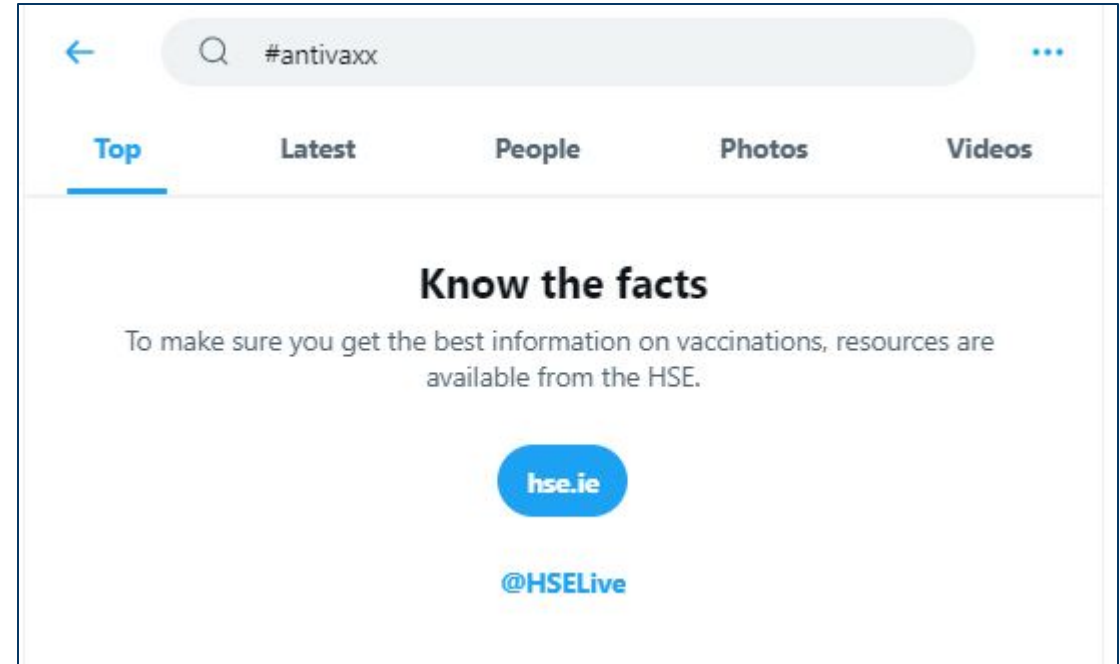 #antivaxx
Top Latest People Photos Videos
Know the facts
To make sure you get the best information on vaccinations, resources are
available from the HSE.
hse.ie
@HSELive